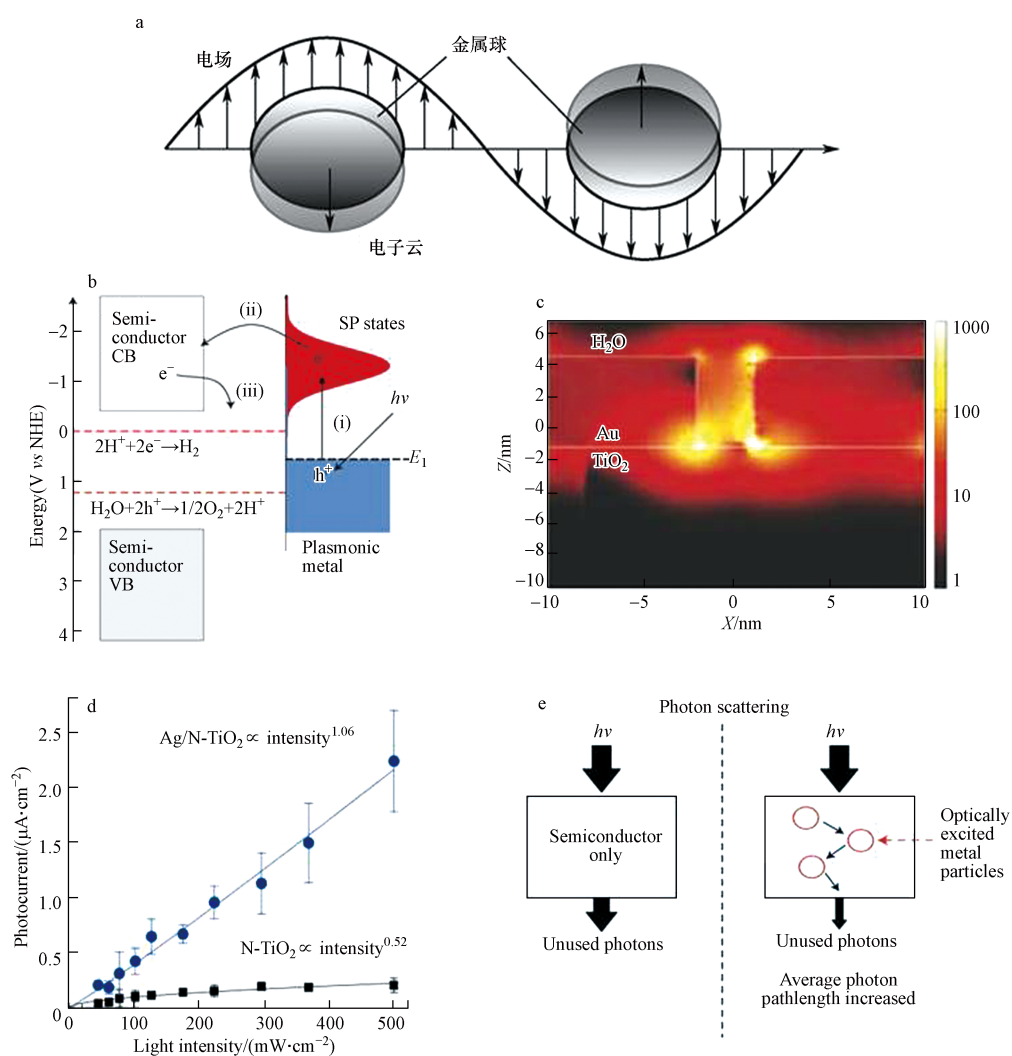 a
电场
金属球
电子云
b
Energy(V vs NHE)
−2
−1
0
1
2
3
4
Semi-
conductor
CB
e⁻
(ii)
(iii)
SP states
hν
(i)
2H⁺+2e⁻→H₂
E₁
h⁺
H₂O+2h⁺→1/2O₂+2H⁺
Semi-
conductor
VB
Plasmonic
metal
c
Z/nm
6
4
2
0
−2
−4
−6
−8
−10
H₂O
Au
TiO₂
−10
−5
0
5
10
X/nm
1000
100
10
1
d
Photocurrent/(μA·cm⁻²)
2.5
2.0
1.5
1.0
0.5
0
Ag/N-TiO₂∝ intensity¹·⁰⁶
N-TiO₂∝ intensity⁰·⁵²
0
100
200
300
400
500
Light intensity/(mW·cm⁻²)
e
Photon scattering
hν
hν
Semiconductor
only
Optically
excited
metal
particles
Unused photons
Unused photons
Average photon
pathlength increased